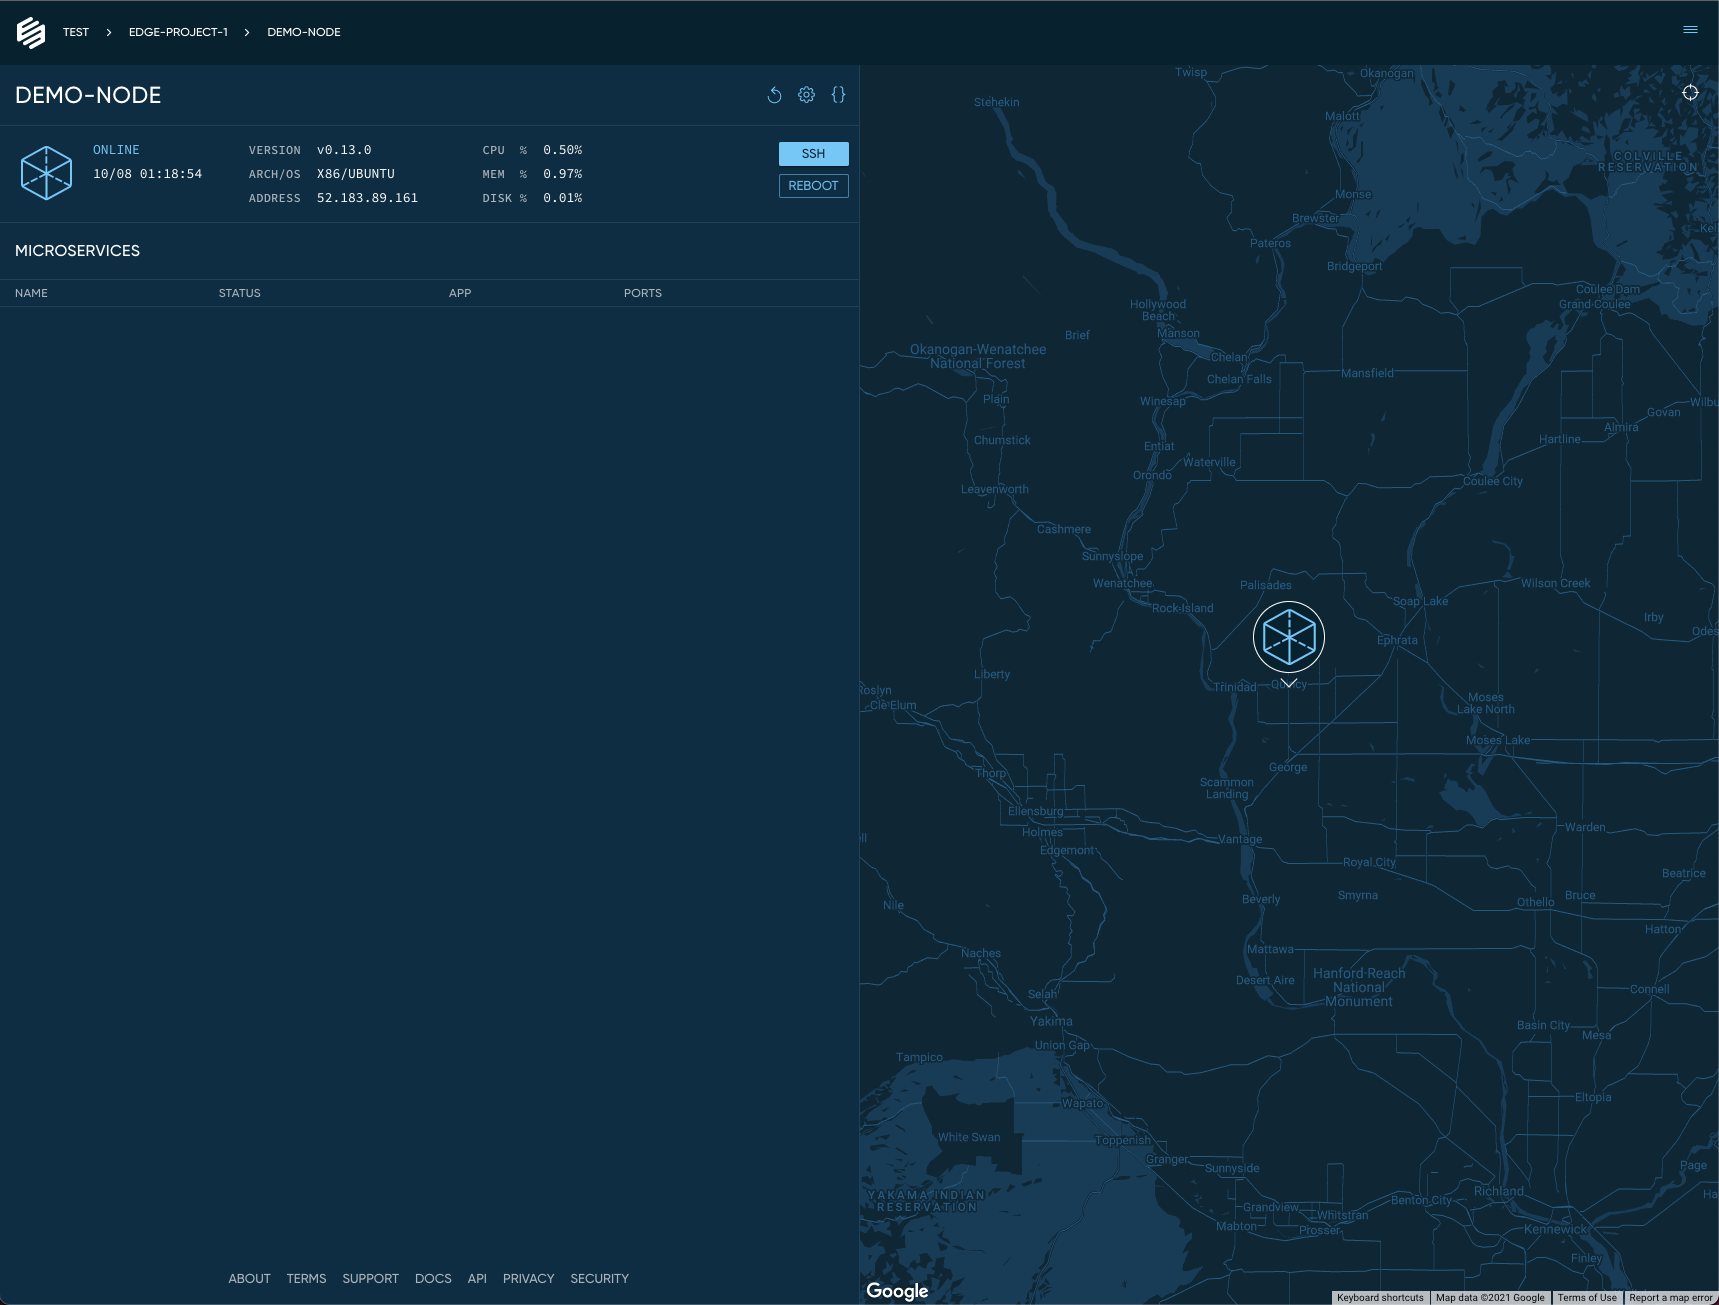 TEST > EDGE-PROJECT-1 > DEMO-NODE
DEMO-NODE
{}
ONLINE
10/08 01:18:54
VERSION v0.13.0
ARCH/OS X86/UBUNTU
ADDRESS 52.183.89.161
CPU % 0.50%
MEM % 0.97%
DISK % 0.01%
SSH
REBOOT
MICROSERVICES
NAME STATUS APP PORTS
ABOUT TERMS SUPPORT DOCS API PRIVACY SECURITY
Twisp
Okanogan
Stehekin
Malott
COLVILLE
RESERVATION
Monse
Brewster
Kell
Pateros
Bridgeport
Coulee Dam
Grand Coulee
Hollywood
Beach
Manson
Brief
Okanogan-Wenatchee
National Forest
Chelan
Chelan Falls
Mansfield
Plain
Winesap
Wilbu
Govan
Almira
Hartline
Chumstick
Entiat
Waterville
Orondo
Coulee City
Leavenworth
Cashmere
Sunnyslope
Wenatchee
Palisades
Wilson Creek
Rock Island
Soap Lake
Irby
Odes
Ephrata
Liberty
Trinidad
Quincy
Roslyn
Cle Elum
Moses
Lake North
Moses Lake
George
Thorp
Scammon
Landing
Ellensburg
Holmes
Edgemont
ll
Vantage
Warden
Royal City
Beatrice
Smyrna
Bruce
Othello
Beverly
Nile
Hatton
Mattawa
Naches
Desert Aire
Hanford Reach
National
Monument
Connell
Selah
Yakima
Basin City
Mesa
Union Gap
Tampico
Eltopia
Wapato
White Swan
Toppenish
Granger
Sunnyside
Page
YAKAMA INDIAN
RESERVATION
Richland
Ha
Benton City
Grandview
Whitstran
Mabton
Prosser
Kennewick
Finley
Google
Keyboard shortcuts Map data ©2021 Google Terms of Use Report a map error